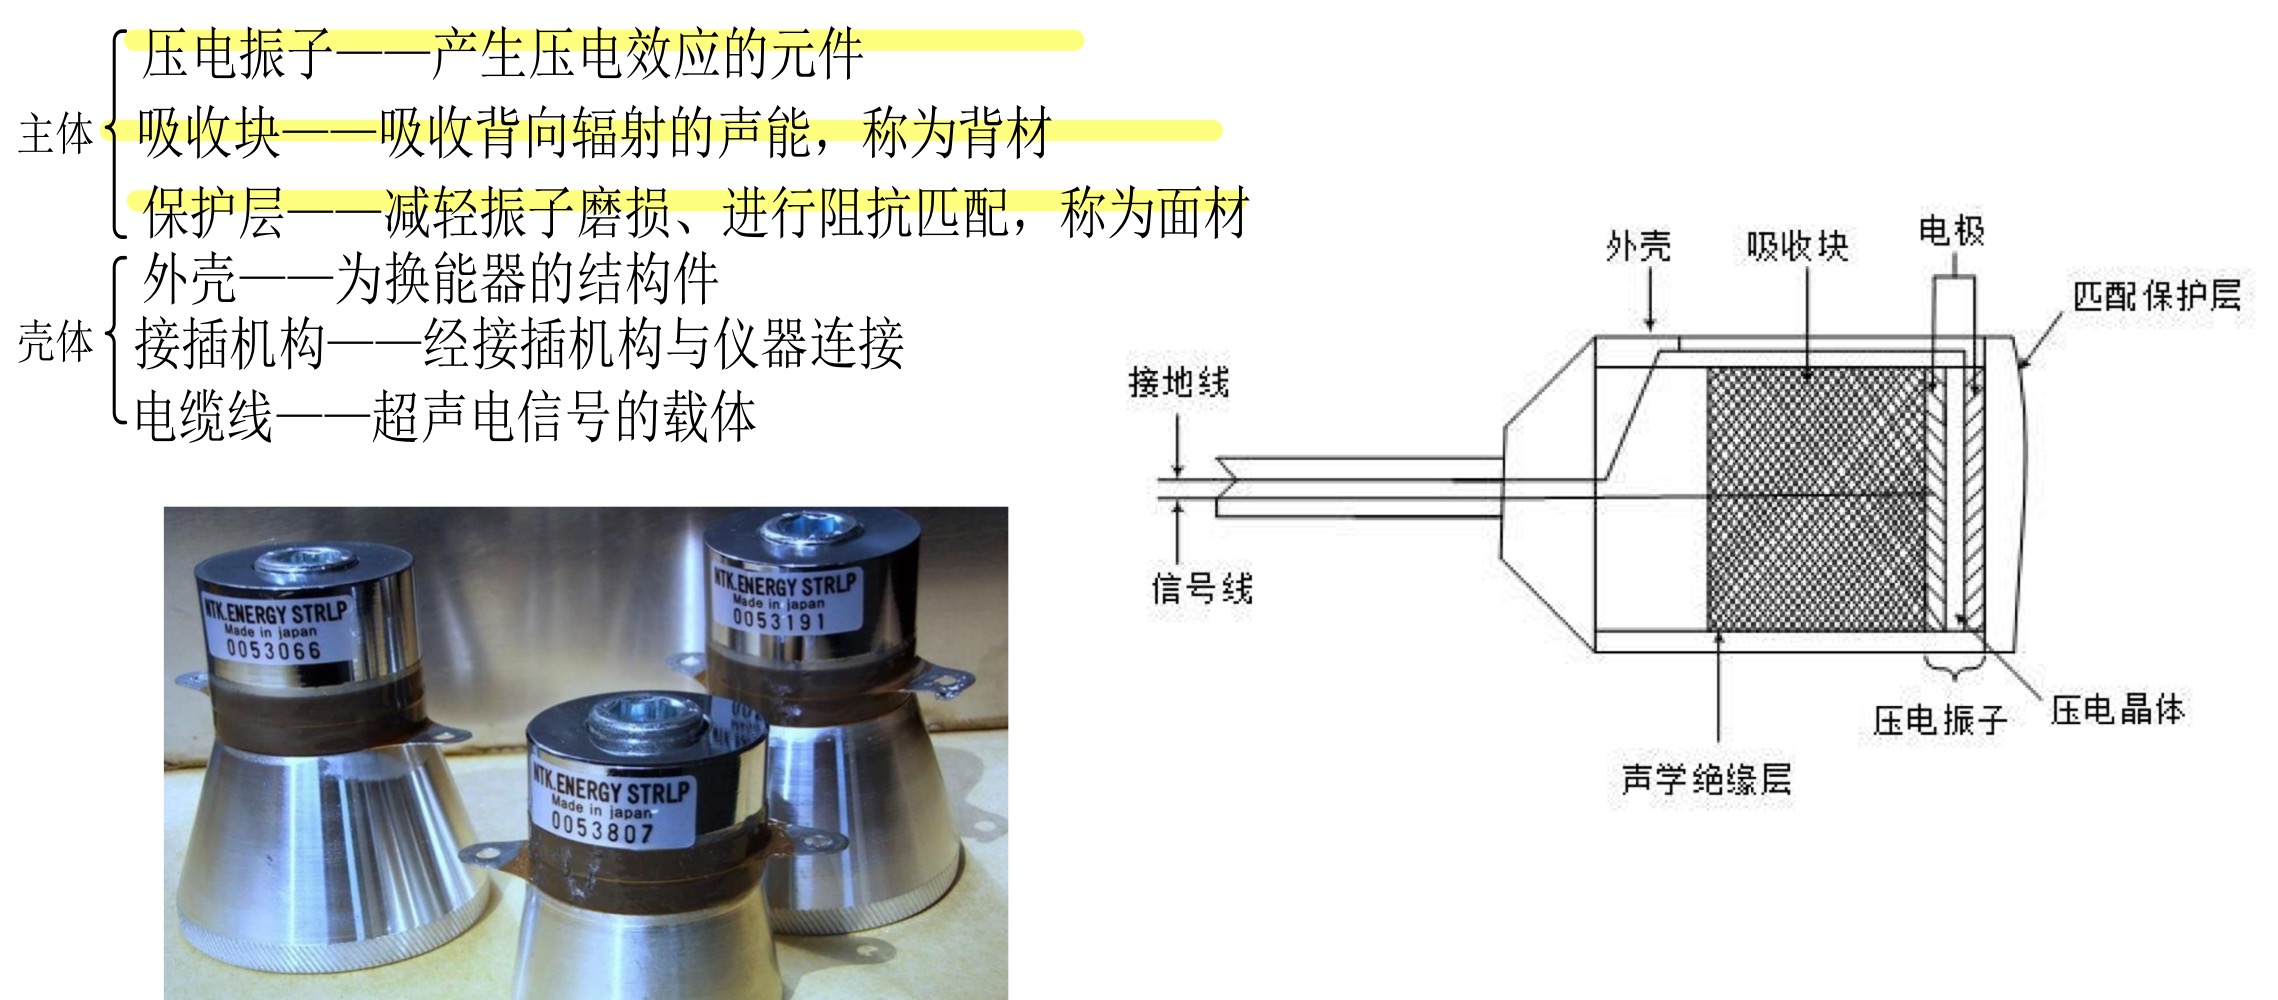 压电振子——产生压电效应的元件
主体
吸收块——吸收背向辐射的声能，称为背材
保护层——减轻振子磨损、进行阻抗匹配，称为面材
外壳——为换能器的结构件
壳体
接插机构——经接插机构与仪器连接
电缆线——超声电信号的载体
外壳
吸收块
电极
匹配保护层
接地线
信号线
压电振子
压电晶体
声学绝缘层
NTK.ENERGY STRLP
Made in japan
0053066
NTK.ENERGY STRLP
Made in japan
0053191
NTK.ENERGY STRLP
Made in japan
0053807